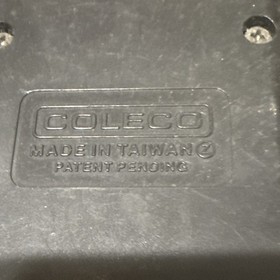 COLECO
MADE IN TAIWAN
PATENT PENDING